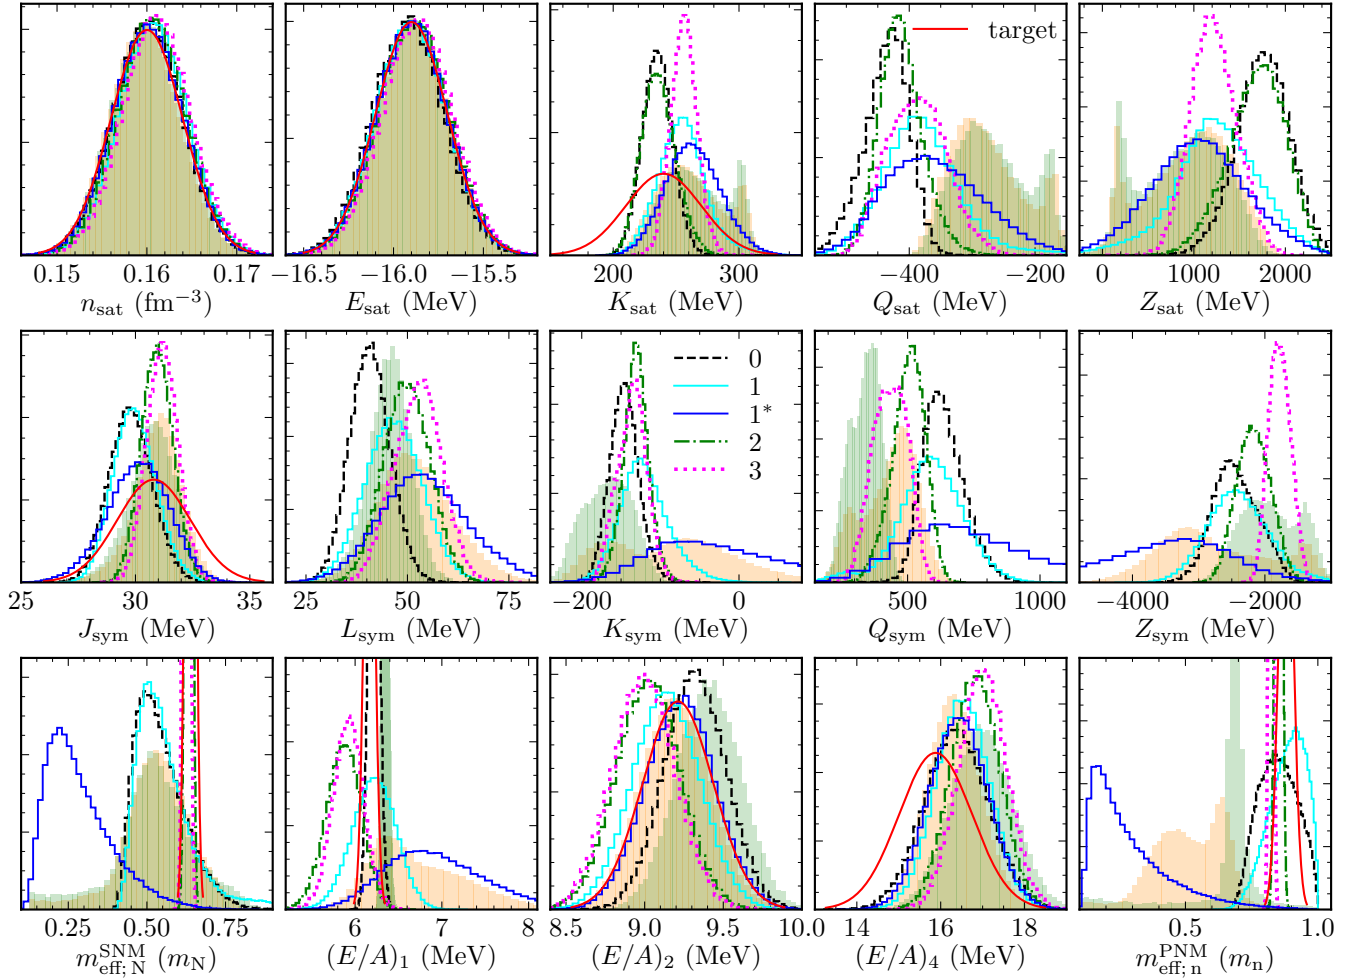 target
0.15 0.16 0.17
−16.5 −16.0 −15.5
200 300
−400 −200
0 1000 2000
n_sat (fm⁻³)
E_sat (MeV)
K_sat (MeV)
Q_sat (MeV)
Z_sat (MeV)
0
1
1*
2
3
25 30 35
25 50 75
−200 0
500 1000
−4000 −2000
J_sym (MeV)
L_sym (MeV)
K_sym (MeV)
Q_sym (MeV)
Z_sym (MeV)
0.25 0.50 0.75
6 7 8
8.5 9.0 9.5 10.0
13 14 16 18
0.5 1.0
m^SNM_eff; N (m_N)
(E/A)₁ (MeV)
(E/A)₂ (MeV)
(E/A)₄ (MeV)
m^PNM_eff; n (m_n)